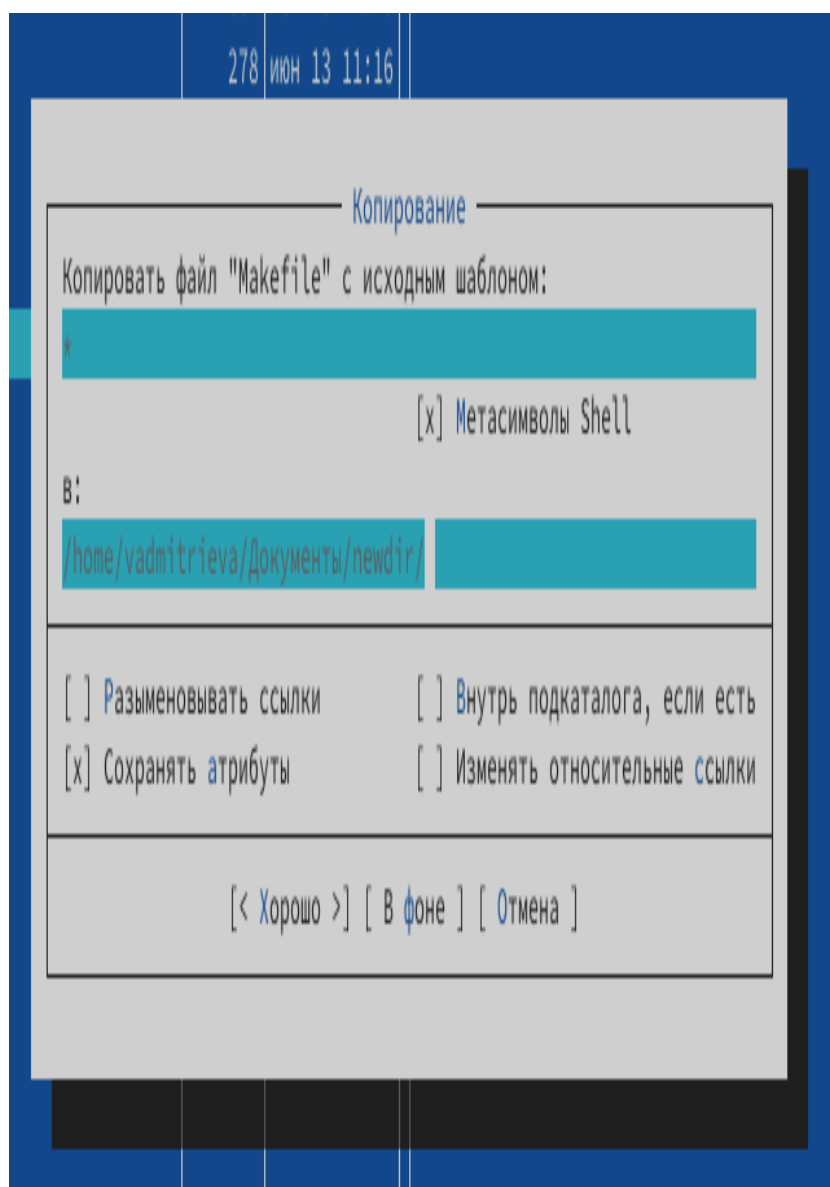 278 июн 13 11:16
Копирование
Копировать файл "Makefile" с исходным шаблоном:
*
[x] Метасимволы Shell
в:
/home/vadmitrieva/Документы/newdir/
[ ] Разыменовывать ссылки [ ] Внутрь подкаталога, если есть
[x] Сохранять атрибуты [ ] Изменять относительные ссылки
[< Хорошо >] [ В фоне ] [ Отмена ]